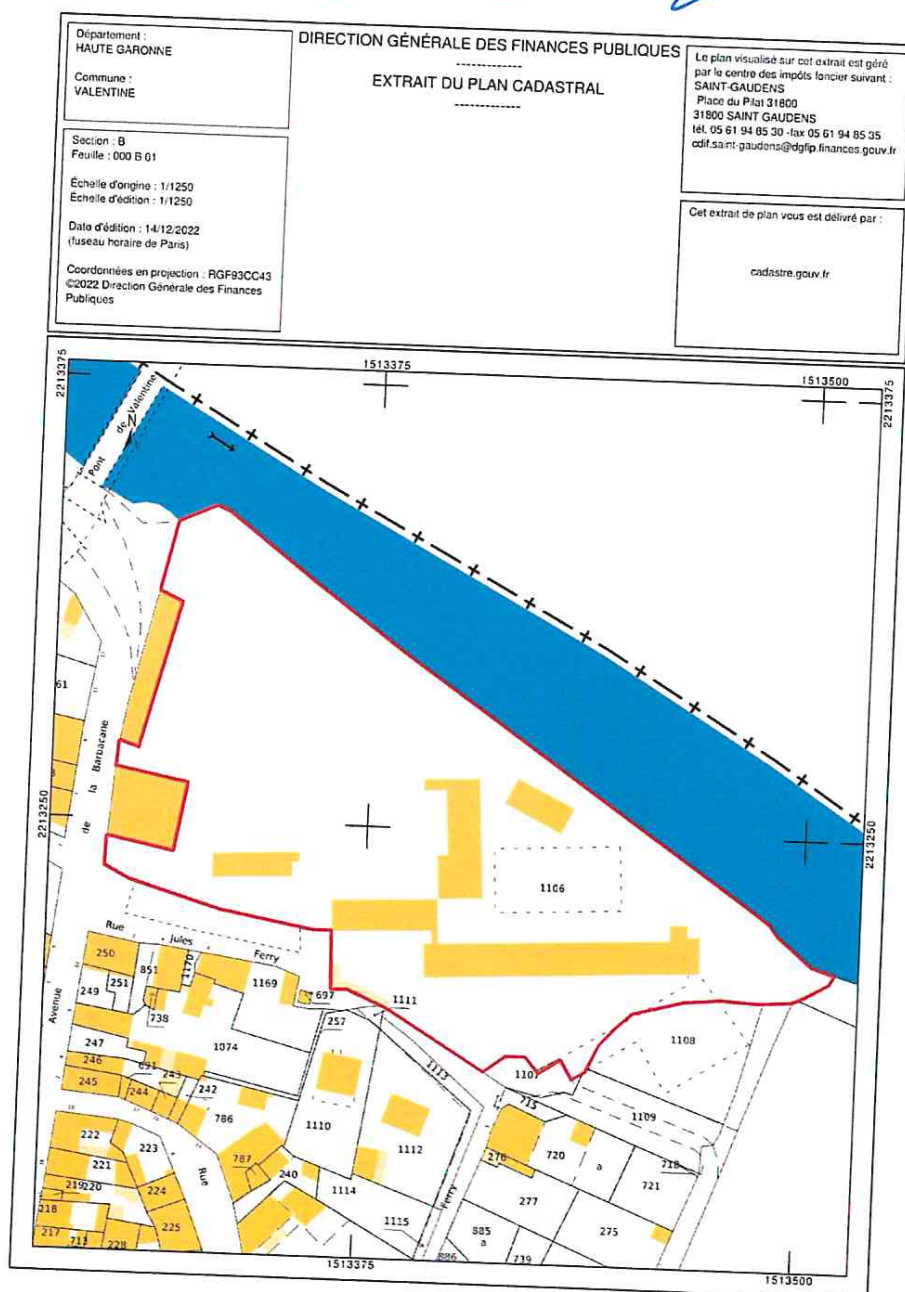 Département :
HAUTE GARONNE
Commune :
VALENTINE
Section : B
Feuille : 000 B 01
Échelle d'origine : 1/1250
Échelle d'édition : 1/1250
Date d'édition : 14/12/2022
(fuseau horaire de Paris)
Coordonnées en projection : RGF93CC43
©2022 Direction Générale des Finances
Publiques
DIRECTION GÉNÉRALE DES FINANCES PUBLIQUES
------------
EXTRAIT DU PLAN CADASTRAL
------------
Le plan visualisé sur cet extrait est géré
par le centre des impôts foncier suivant :
SAINT-GAUDENS
Place du Pilat 31800
31800 SAINT GAUDENS
tél. 05 61 94 85 30 -fax 05 61 94 85 35
cdif.saint-gaudens@dgfip.finances.gouv.fr
Cet extrait de plan vous est délivré par :
cadastre.gouv.fr
2213375
1513375
1513500
2213375
Pont de Valentine
N
61
de la Barbacane
2213250
2213250
1106
Rue Jules Ferry
Avenue
250
851
1170
1169
249
251
697
1111
738
257
1108
247
1074
1113
1107
246
691
243
715
1109
245
244
242
786
1110
222
223
1112
276
720
a
718
221
787
240
721
219
220
224
Rue
1114
Ferry
277
218
225
1115
885
a
275
217
713
228
886
739
1513375
1513500